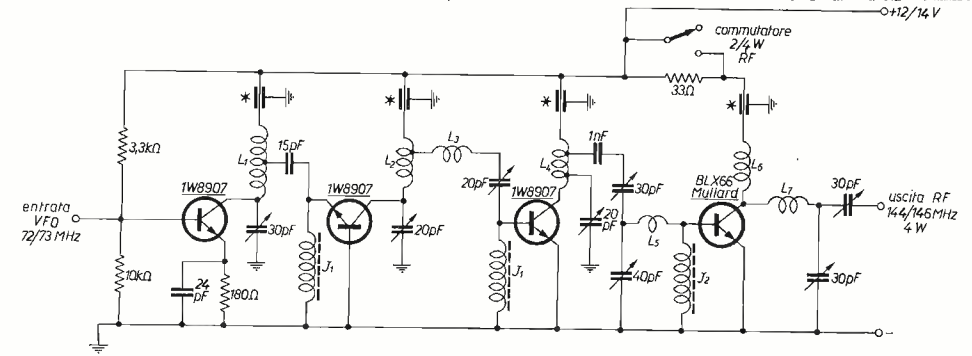 +12/14V
commutatore
2/4 W
RF
33Ω
*
*
*
*
3,3kΩ
L1
15pF
L2
L3
L4
1nF
L6
1W8907
1W8907
20pF
1W8907
30pF
BLX66
Mullard
L7
30pF
entrata
VFO
72/73 MHz
30pF
20pF
20
pF
L5
uscita RF
144/146 MHz
4 W
10kΩ
24
pF
180Ω
J1
J1
40pF
J2
30pF
-